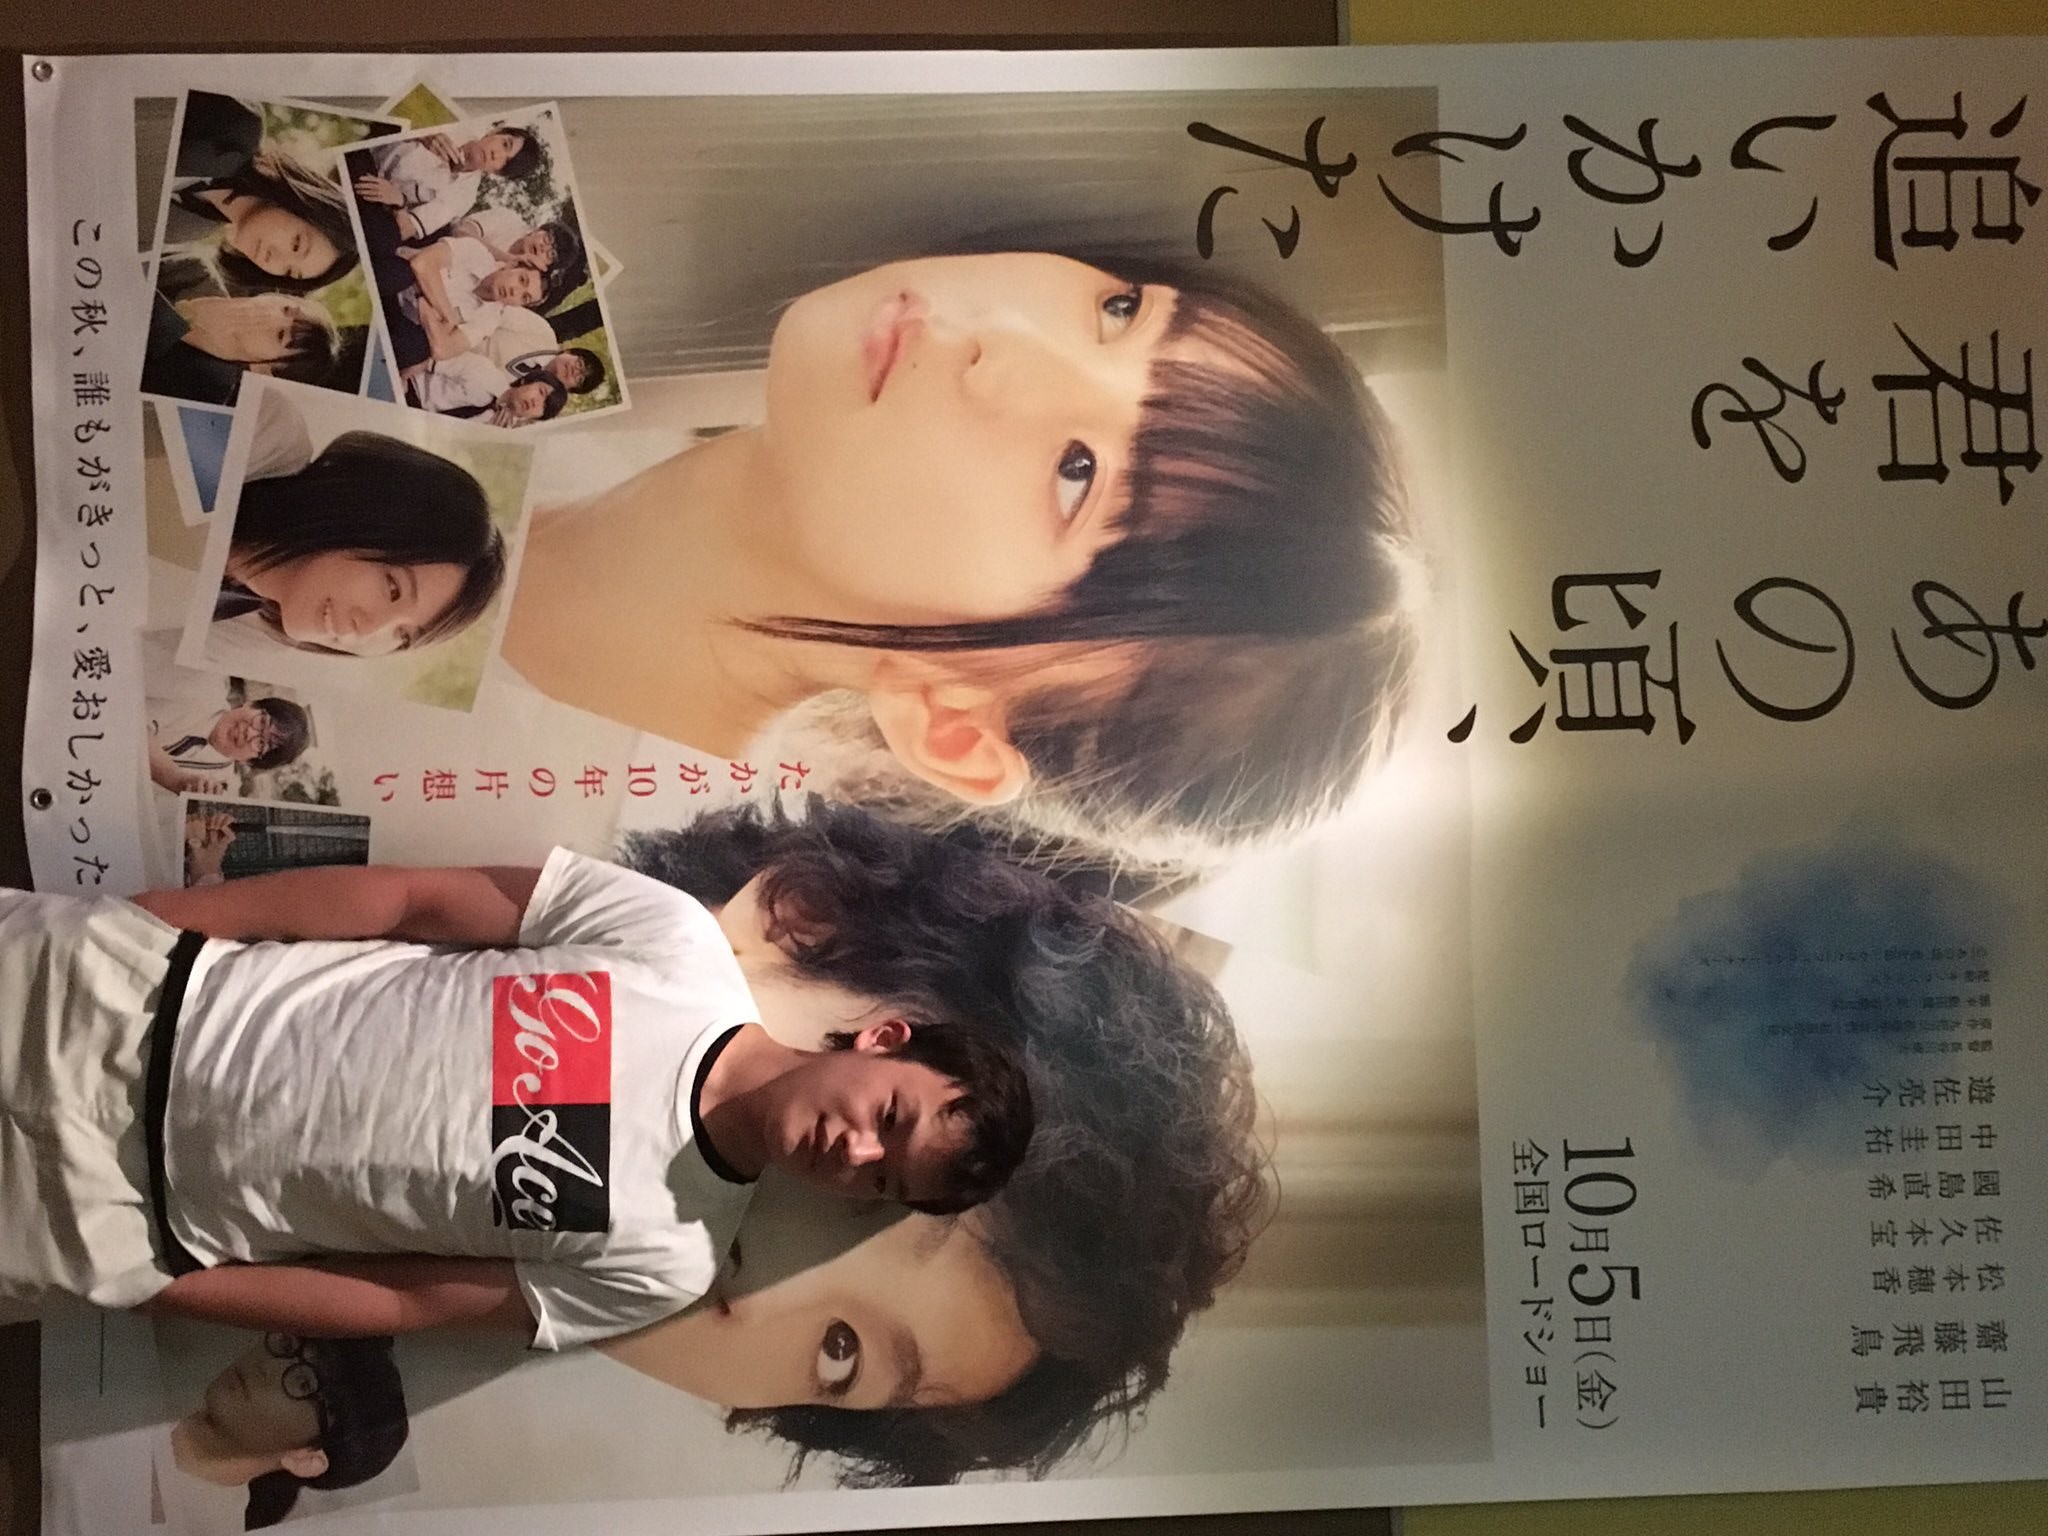 あの頃、
君を
追いかけた
山田裕貴
齋藤飛鳥
松本穂香
佐久本宝
國島直希
中田圭祐
遊佐亮介
10月5日(金)
全国ロードショー
たかが10年の片想い
Go Ace
この秋、誰もがきっと、愛おしかった